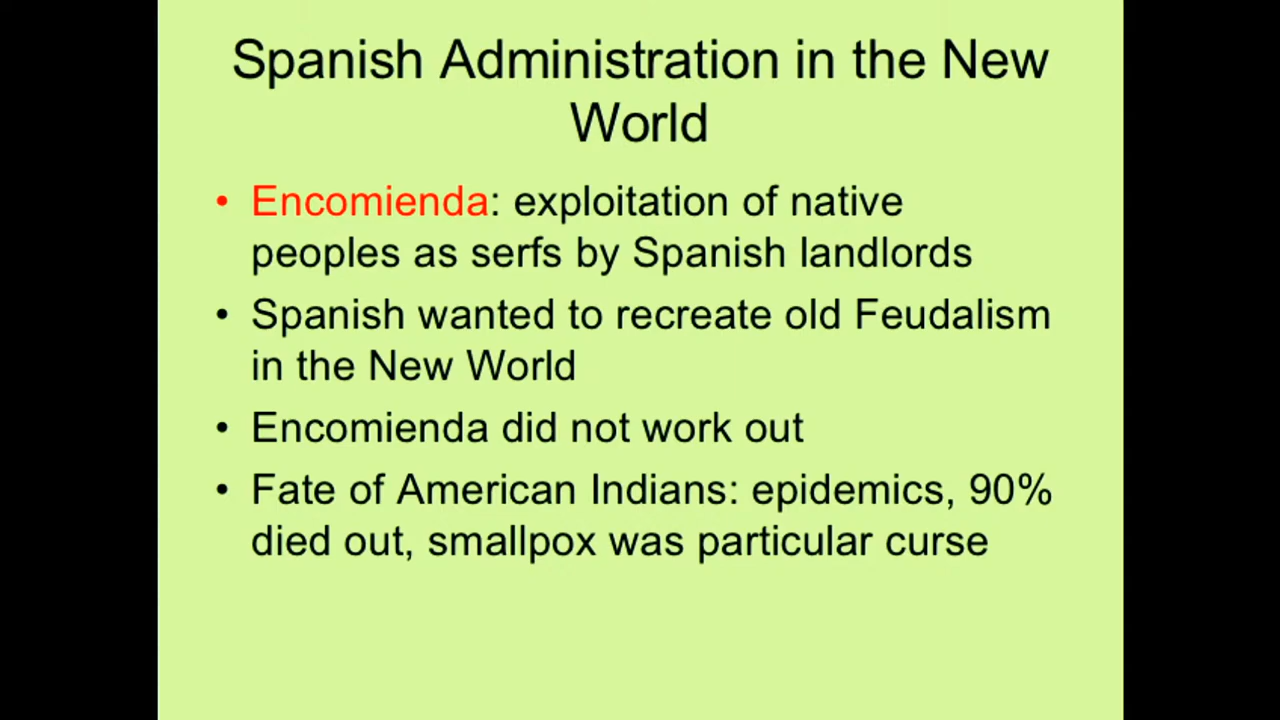 Spanish Administration in the New
World
• Encomienda: exploitation of native
peoples as serfs by Spanish landlords
• Spanish wanted to recreate old Feudalism
in the New World
• Encomienda did not work out
• Fate of American Indians: epidemics, 90%
died out, smallpox was particular curse